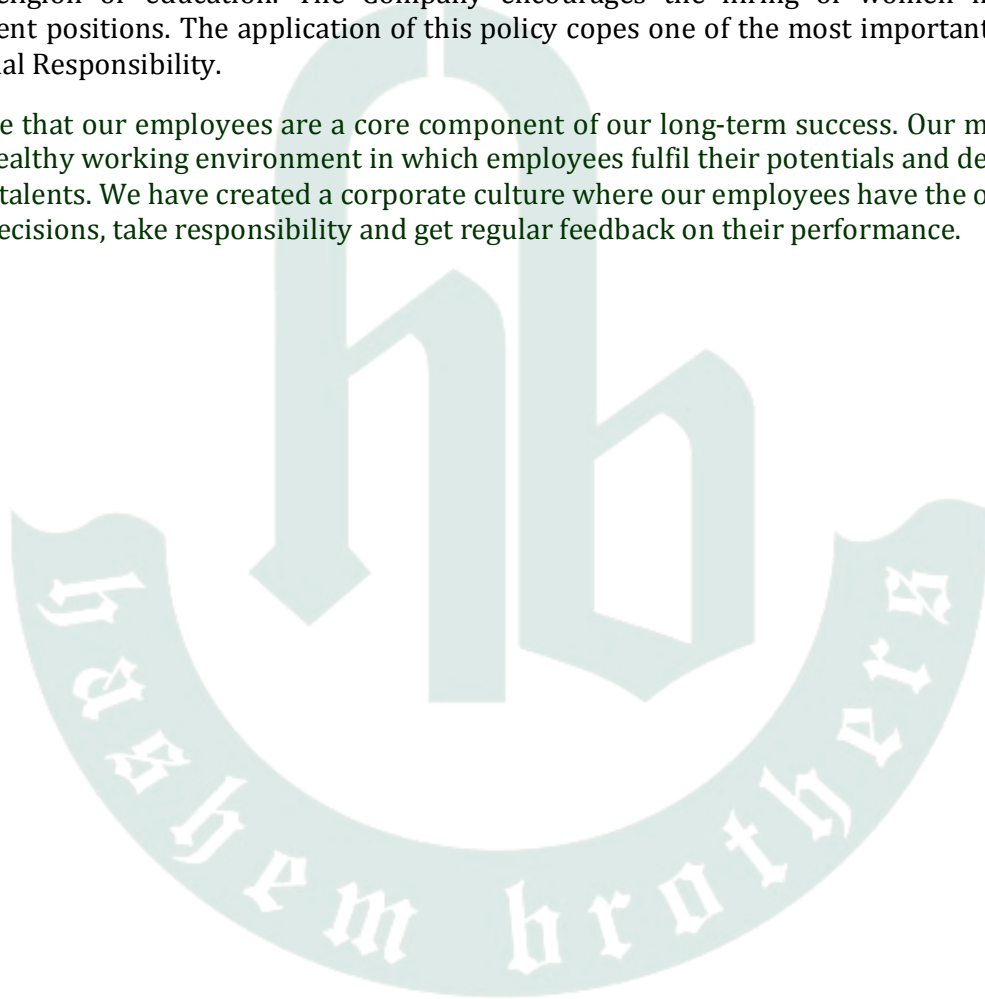 eligion or education. The Company encourages the hiring of women
ent positions. The application of this policy copes one of the most important
al Responsibility.
e that our employees are a core component of our long-term success. Our m
ealthy working environment in which employees fulfil their potentials and de
talents. We have created a corporate culture where our employees have the o
ecisions, take responsibility and get regular feedback on their performance.
hb
hashem brothers